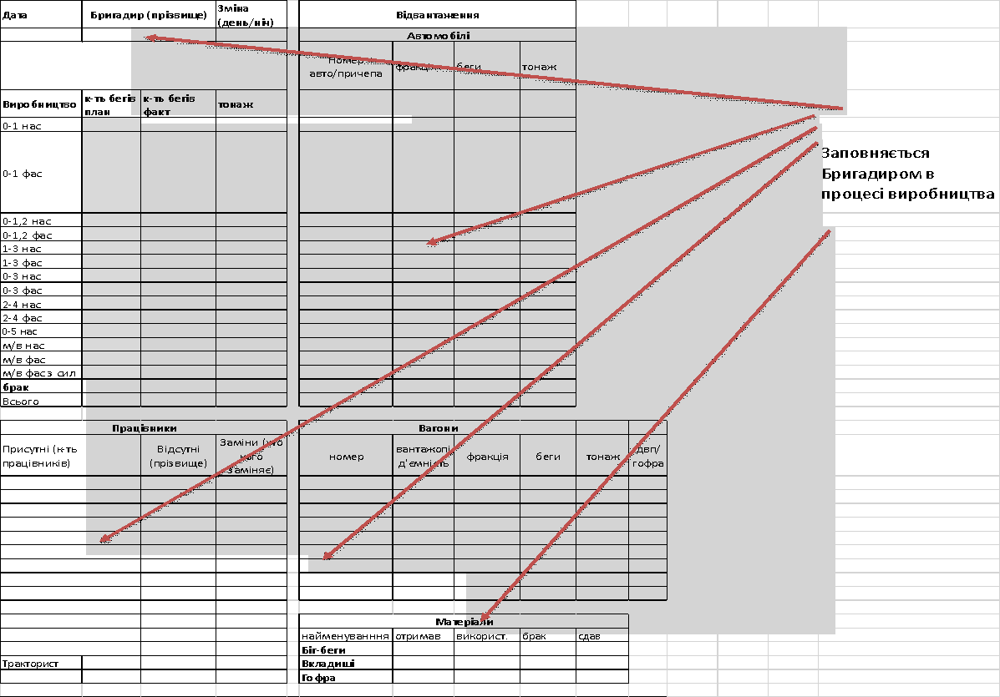 Дата
Бригадир (прізвище)
Зміна
(день/ніч)
Відвантаження
Автомобілі
Номер
авто/причепа
фракція
беги
тонаж
Виробництво
к-ть бегів
план
к-ть бегів
факт
тонаж
0-1 нас
0-1 фас
0-1,2 нас
0-1,2 фас
1-3 нас
1-3 фас
0-3 нас
0-3 фас
2-4 нас
2-4 фас
0-5 нас
м/в нас
м/в фас
м/в фас з сил
брак
Всього
Заповняється
Бригадиром в
процесі виробництва
Працівники
Присутні (к-ть
працівників)
Відсутні
(прізвище)
Заміни (хто
кого
заміняє)
Вагони
номер
вантажопі
д'ємність
фракція
беги
тонаж
двп/
гофра
Тракторист
Матеріали
найменуванння
отримав
використ.
брак
сдав
Біг-беги
Вкладиші
Гофра